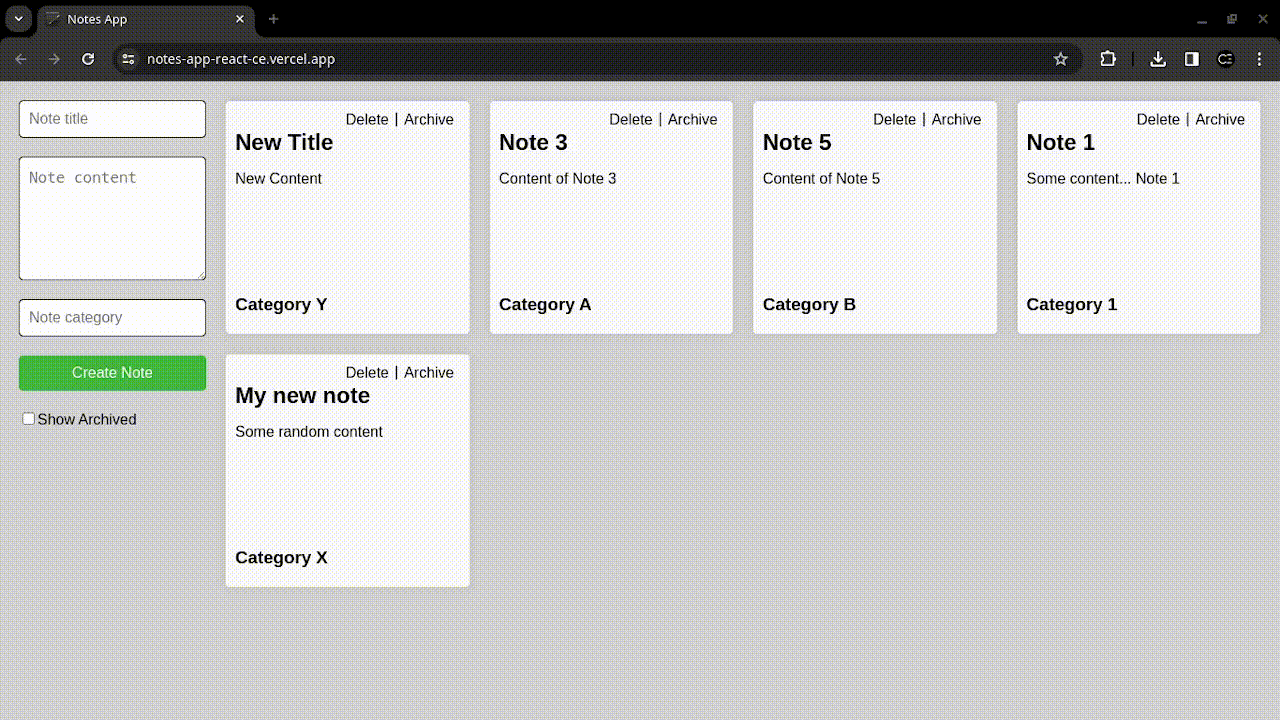 Notes App
notes-app-react-ce.vercel.app
CE
Note title
Note content
Note category
Create Note
Show Archived
Delete | Archive
New Title
New Content
Category Y
Delete | Archive
Note 3
Content of Note 3
Category A
Delete | Archive
Note 5
Content of Note 5
Category B
Delete | Archive
Note 1
Some content... Note 1
Category 1
Delete | Archive
My new note
Some random content
Category X